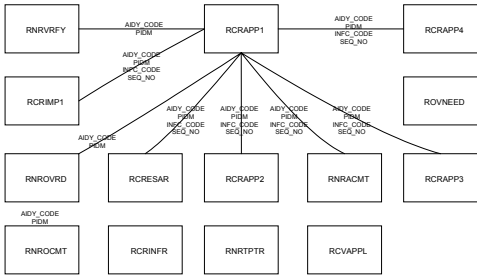 RNRVRFY
AIDY_CODE
PIDM
RCRAPP1
AIDY_CODE
PIDM
INFC_CODE
SEQ_NO
RCRAPP4
AIDY_CODE
PIDM
INFC_CODE
SEQ_NO
RCRIMP1
ROVNEED
AIDY_CODE
PIDM
INFC_CODE
SEQ_NO
AIDY_CODE
PIDM
INFC_CODE
SEQ_NO
AIDY_CODE
PIDM
INFC_CODE
SEQ_NO
AIDY_CODE
PIDM
INFC_CODE
SEQ_NO
AIDY_CODE
PIDM
RNROVRD
RCRESAR
RCRAPP2
RNRACMT
RCRAPP3
AIDY_CODE
PIDM
RNROCMT
RCRINFR
RNRTPTR
RCVAPPL